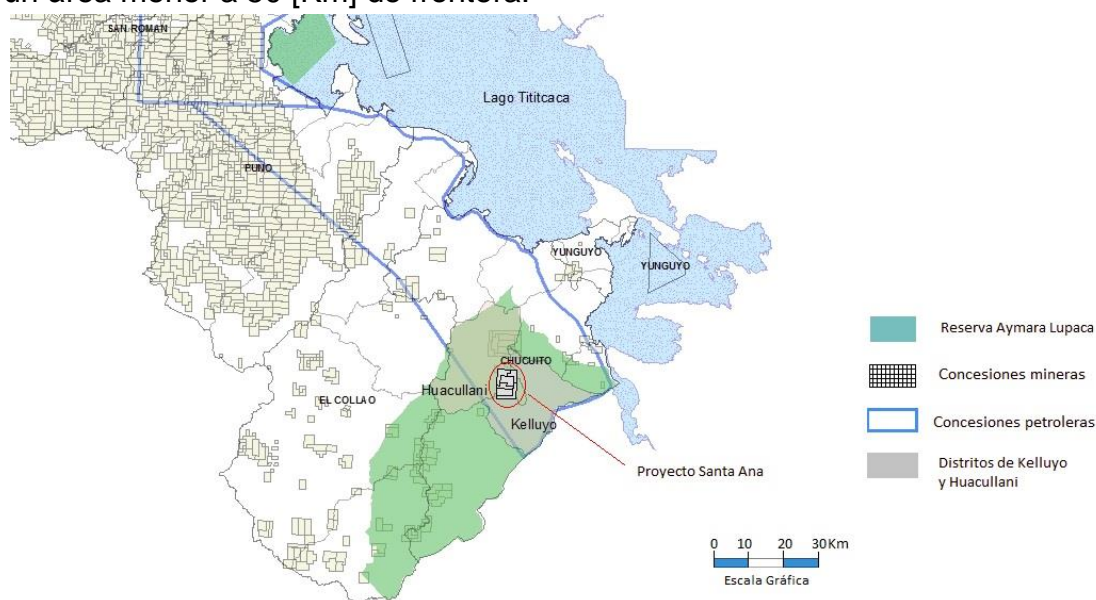 un área menor a 50 [Km] de frontera.
SAN ROMAN
Lago Tititcaca
PUNO
YUNGUYO
YUNGUYO
CHUCUITO
Huacullani
EL COLLAO
Kelluyo
Proyecto Santa Ana
Reserva Aymara Lupaca
Concesiones mineras
Concesiones petroleras
Distritos de Kelluyo
y Huacullani
0 10 20 30Km
Escala Gráfica